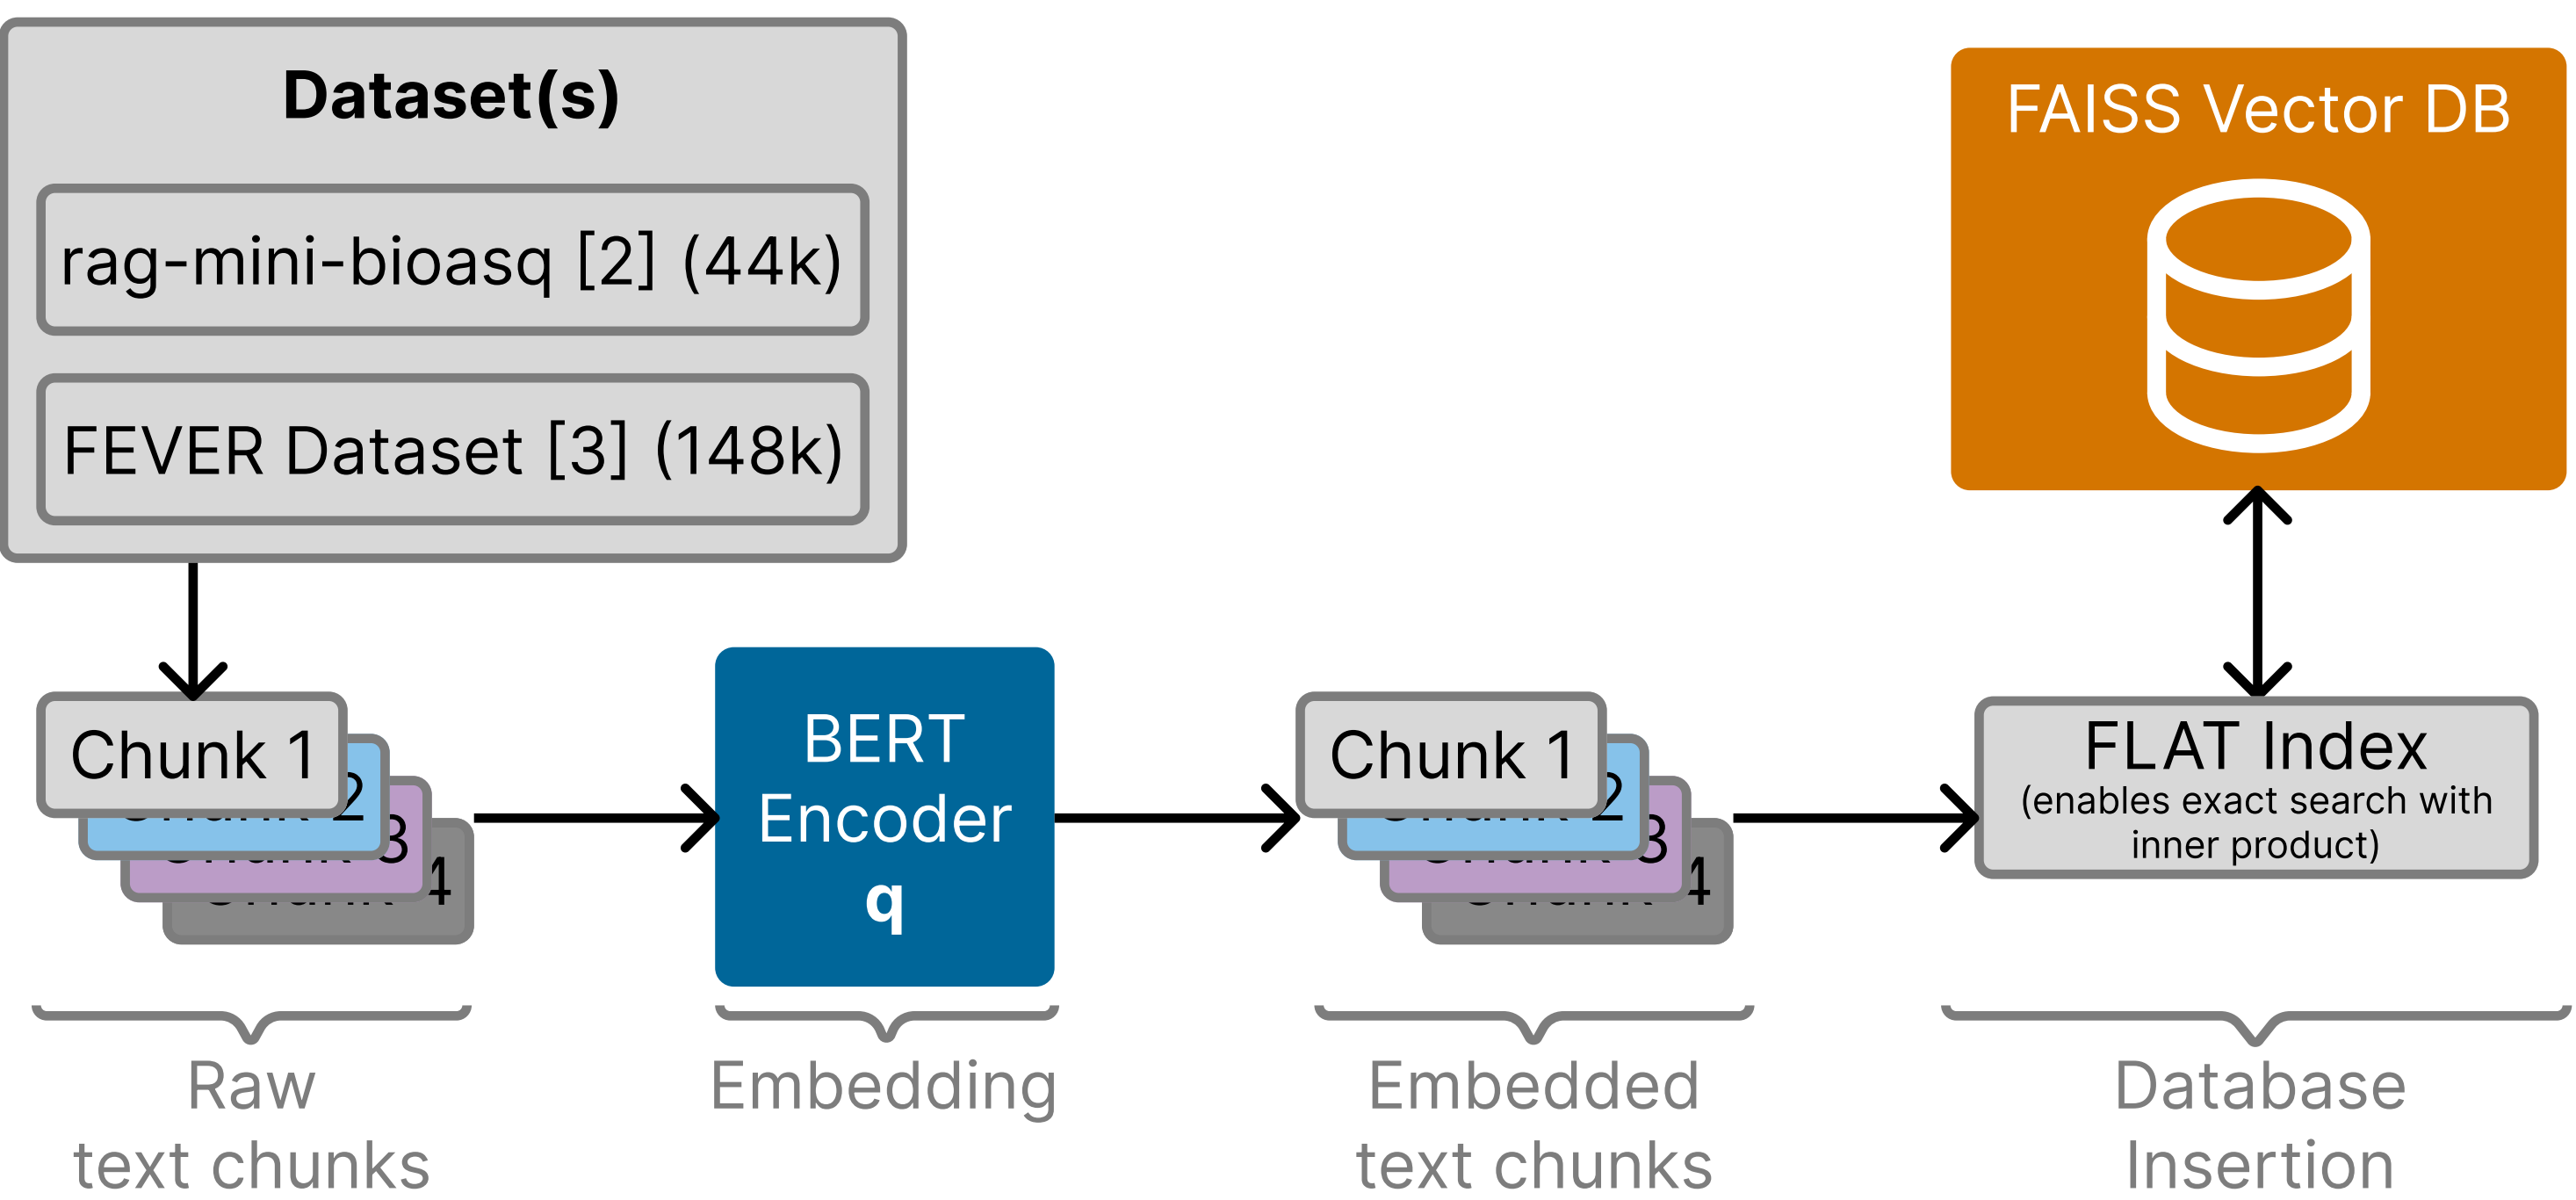 Dataset(s)
rag-mini-bioasq [2] (44k)
FEVER Dataset [3] (148k)
FAISS Vector DB
Chunk 1
2
3
4
BERT
Encoder
q
Chunk 1
2
3
4
FLAT Index
(enables exact search with
inner product)
Raw
text chunks
Embedding
Embedded
text chunks
Database
Insertion